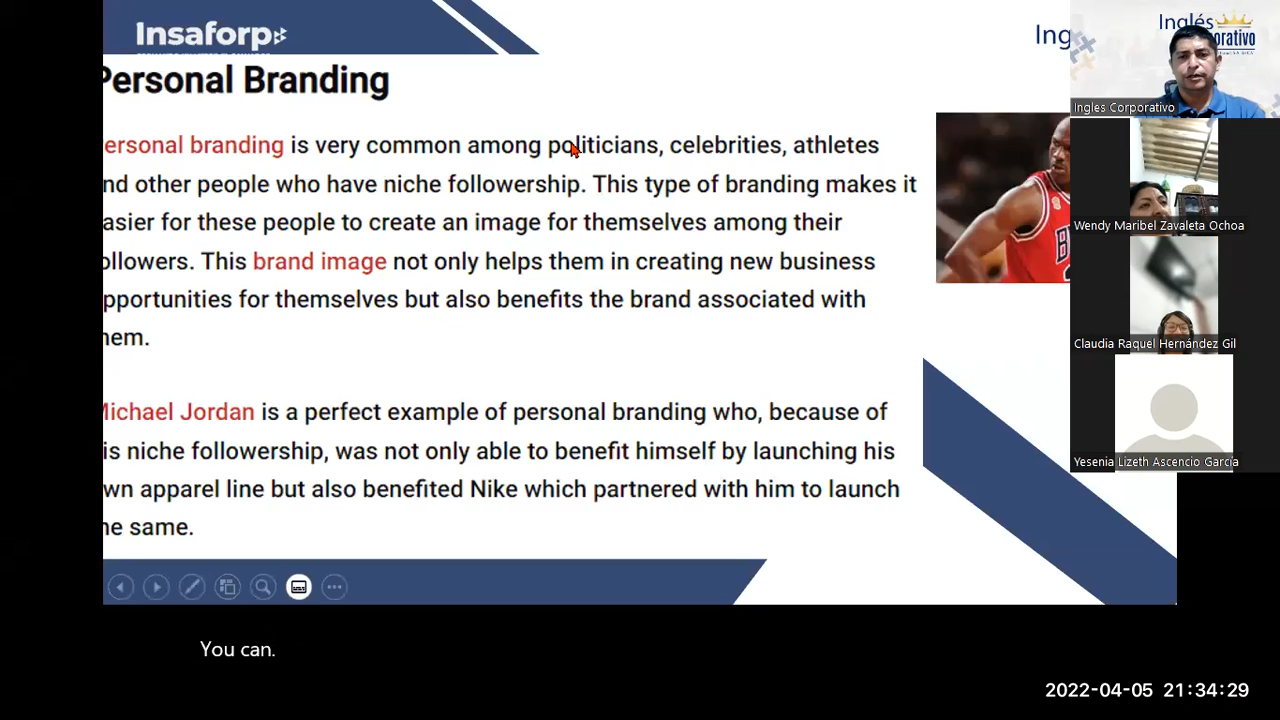 Insaforp
Ing
Inglés
Personal Branding
Ingles Corporativo
ersonal branding is very common among politicians, celebrities, athletes
nd other people who have niche followership. This type of branding makes it
Wendy Maribel Zavaleta Ochoa
asier for these people to create an image for themselves among their
ollowers. This brand image not only helps them in creating new business
pportunities for themselves but also benefits the brand associated with
hem.
Claudia Raquel Hernández Gil
Michael Jordan is a perfect example of personal branding who, because of
is niche followership, was not only able to benefit himself by launching his
Yesenia Lizeth Ascencio García
wn apparel line but also benefited Nike which partnered with him to launch
he same.
You can.
2022-04-05 21:34:29